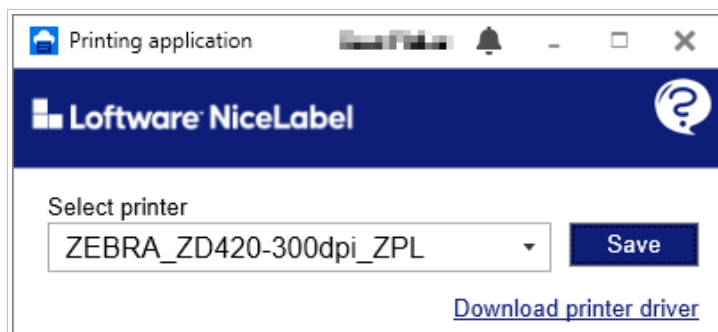 Printing application
Loftware NiceLabel
Select printer
ZEBRA_ZD420-300dpi_ZPL
Save
Download printer driver